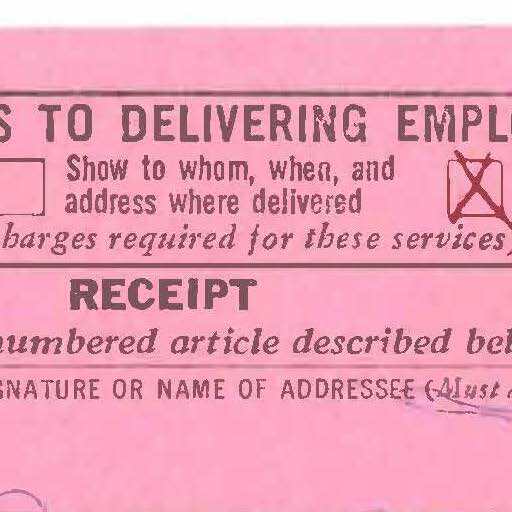 S TO DELIVERING EMPL
Show to whom, when, and
address where delivered
harges required for these services)
RECEIPT
numbered article described bel
GNATURE OR NAME OF ADDRESSEE (Must